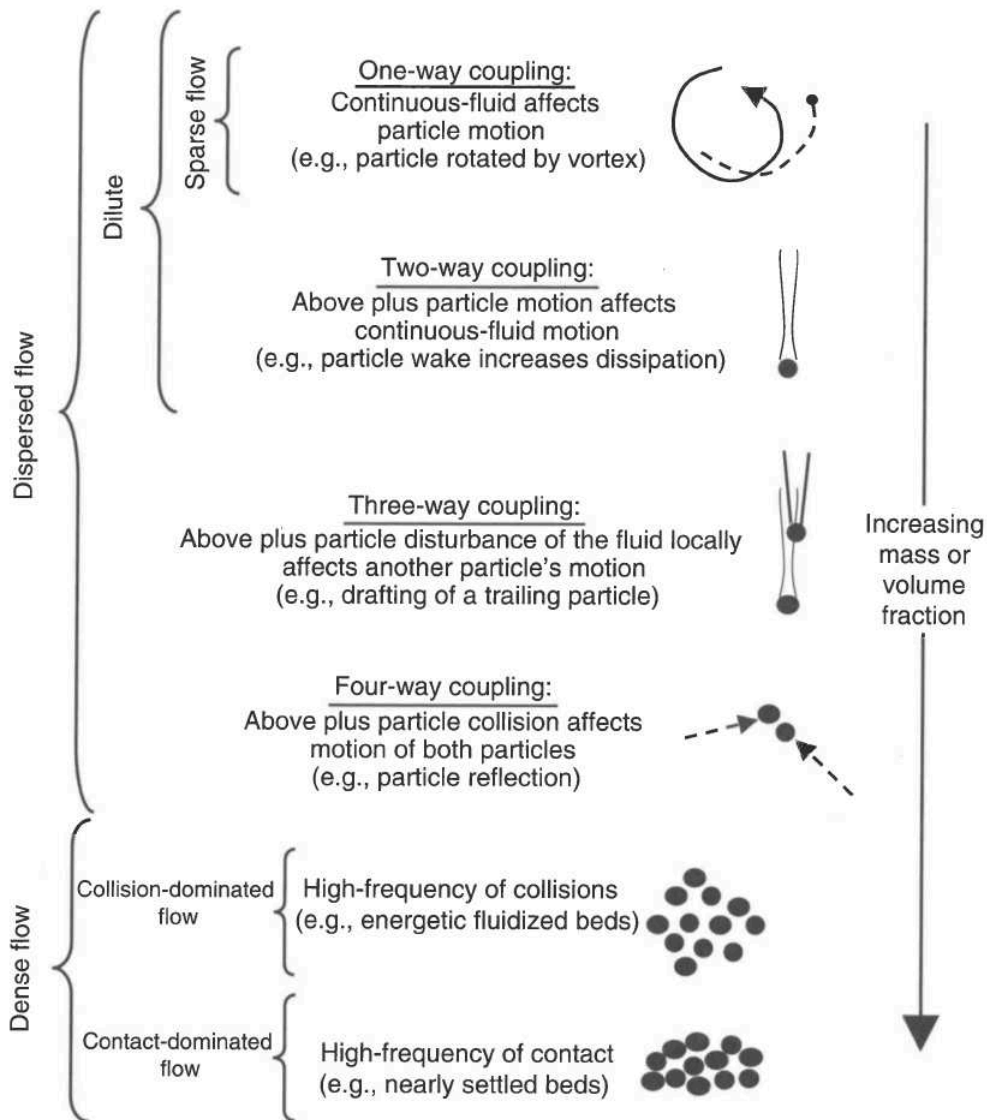 Dispersed flow
Dilute
Sparse flow
One-way coupling:
Continuous-fluid affects
particle motion
(e.g., particle rotated by vortex)
Two-way coupling:
Above plus particle motion affects
continuous-fluid motion
(e.g., particle wake increases dissipation)
Three-way coupling:
Above plus particle disturbance of the fluid locally
affects another particle's motion
(e.g., drafting of a trailing particle)
Four-way coupling:
Above plus particle collision affects
motion of both particles
(e.g., particle reflection)
Increasing
mass or
volume
fraction
Dense flow
Collision-dominated
flow
High-frequency of collisions
(e.g., energetic fluidized beds)
Contact-dominated
flow
High-frequency of contact
(e.g., nearly settled beds)